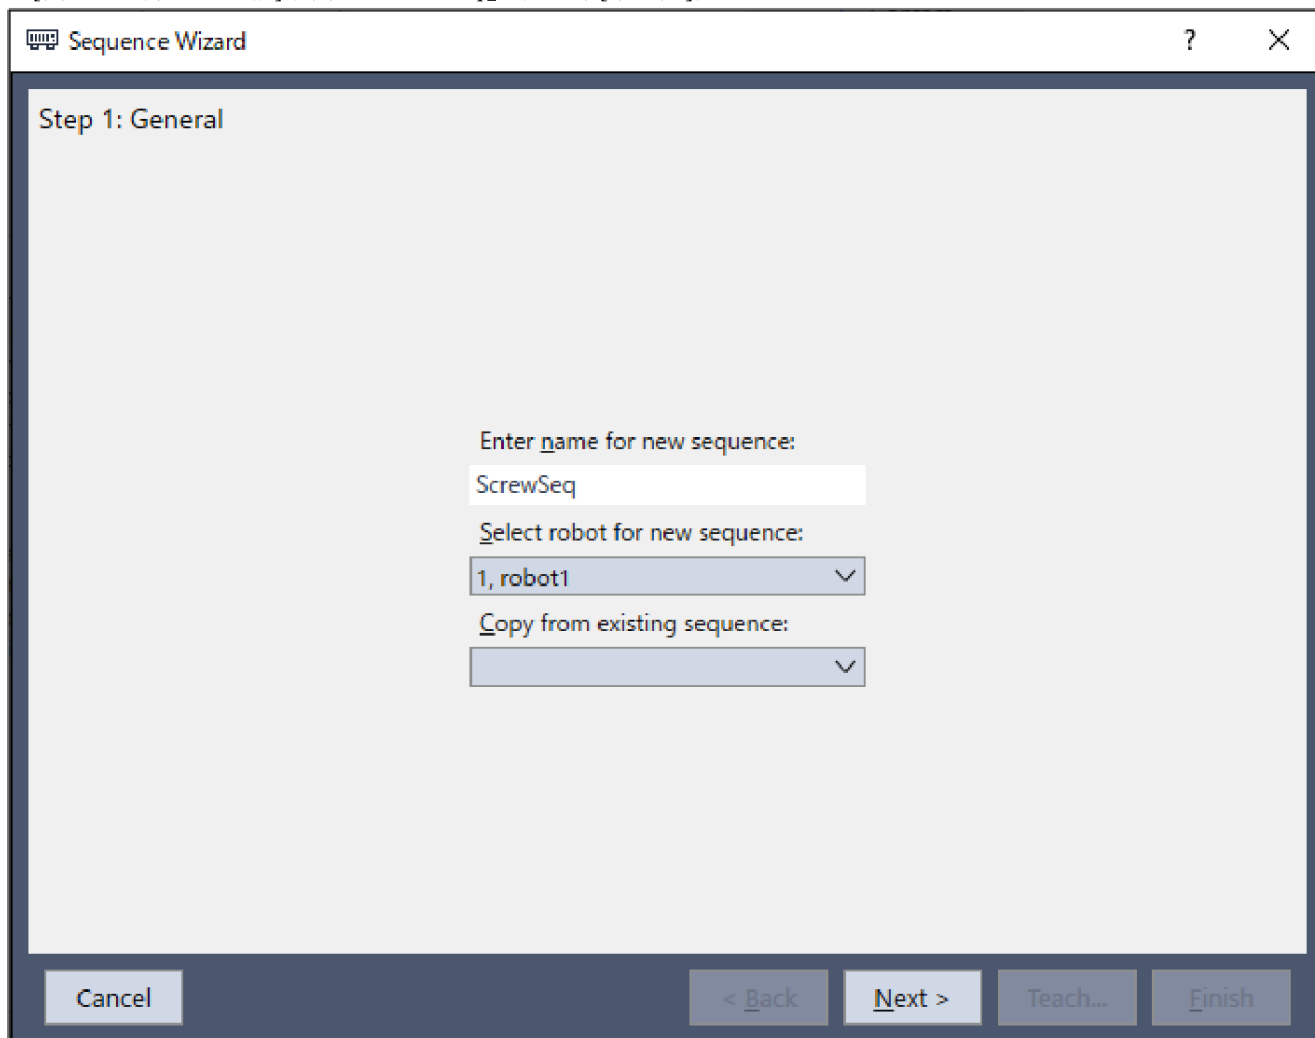 Sequence Wizard
?
Step 1: General
Enter name for new sequence:
ScrewSeq
Select robot for new sequence:
1, robot1
Copy from existing sequence:
Cancel
< Back
Next >
Teach...
Finish